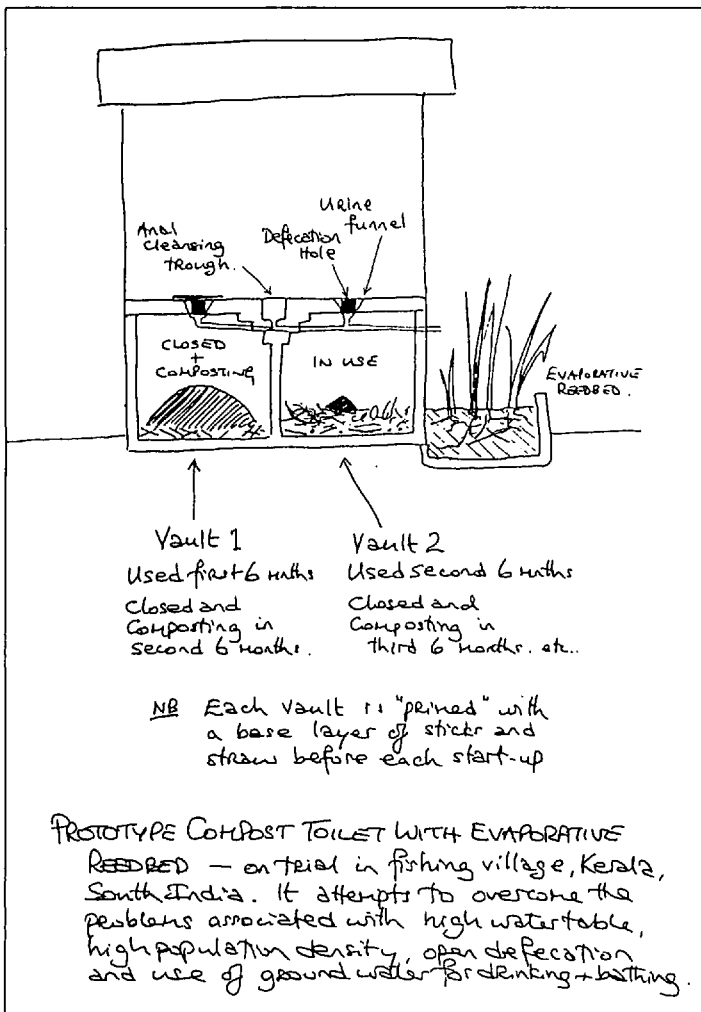 Anal
Cleansing
Trough.
Defecation
Hole
Urine
funnel
CLOSED
+
COMPOSTING
IN USE
EVAPORATIVE
REEDBED.
Vault 1
Used first 6 months
Closed and
Composting in
second 6 months.
Vault 2
Used second 6 months
Closed and
Composting in
third 6 months. etc..
NB Each vault is "primed" with
a base layer of sticks and
straw before each start-up
PROTOTYPE COMPOST TOILET WITH EVAPORATIVE
REEDBED — on trial in fishing village, Kerala,
South India. It attempts to overcome the
problems associated with high water table,
high population density, open defecation
and use of ground water for drinking + bathing.